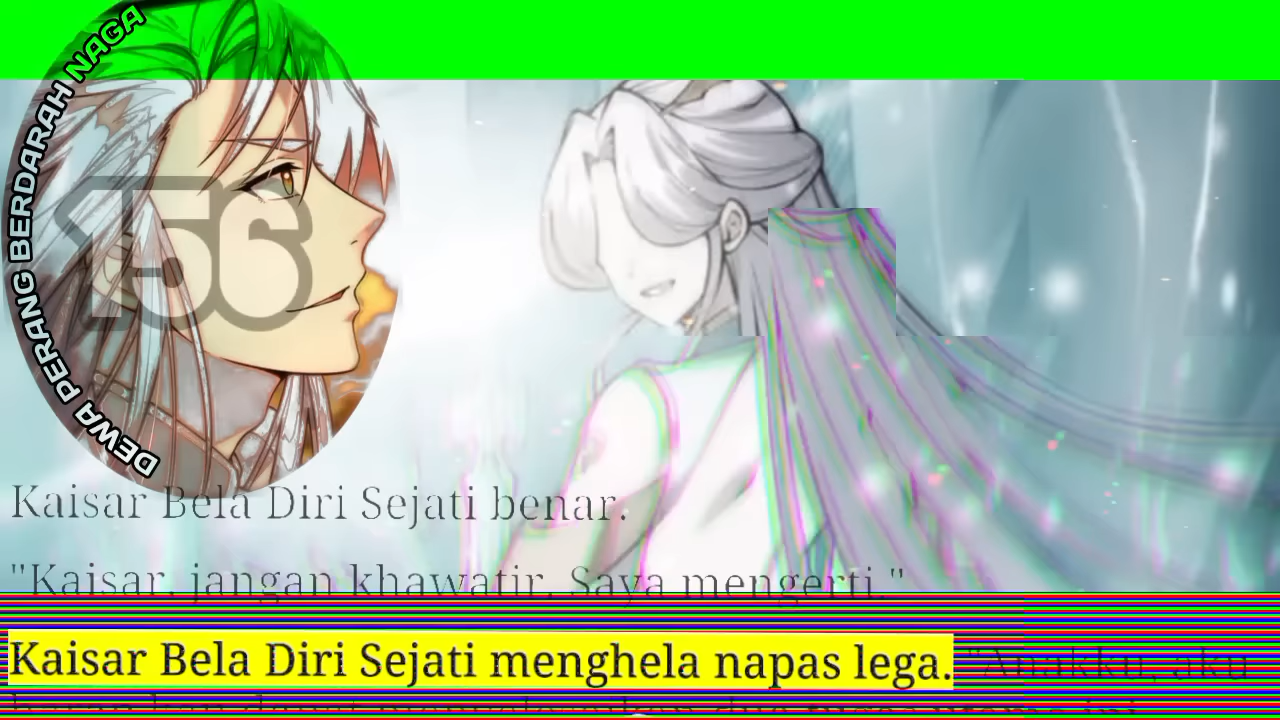 DEWA PERANG BERDARAH NAGA
156
Kaisar Bela Diri Sejati benar.
"Kaisar, jangan khawatir. Saya mengerti."
Kaisar Bela Diri Sejati menghela napas lega. "Anakku, aku